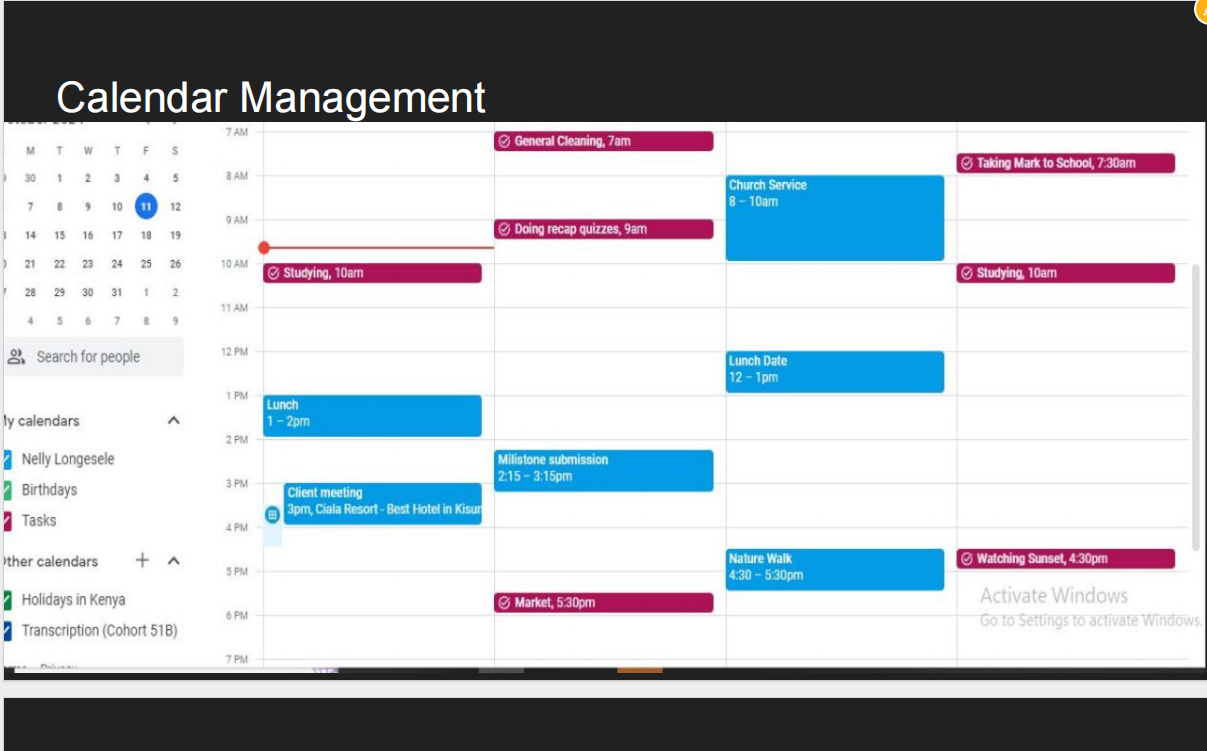 Calendar Management
M T W T F S
30 1 2 3 4 5
7 8 9 10 11 12
14 15 16 17 18 19
21 22 23 24 25 26
28 29 30 31 1 2
4 5 6 7 8 9
Search for people
My calendars
Nelly Longesele
Birthdays
Tasks
Other calendars
Holidays in Kenya
Transcription (Cohort 51B)
7 AM
8 AM
9 AM
10 AM
11 AM
12 PM
1 PM
2 PM
3 PM
4 PM
5 PM
6 PM
7 PM
Studying, 10am
Lunch
1 – 2pm
Client meeting
3pm, Ciala Resort - Best Hotel in Kisum
General Cleaning, 7am
Doing recap quizzes, 9am
Milistone submission
2:15 – 3:15pm
Market, 5:30pm
Church Service
8 – 10am
Lunch Date
12 – 1pm
Nature Walk
4:30 – 5:30pm
Taking Mark to School, 7:30am
Studying, 10am
Watching Sunset, 4:30pm
Activate Windows
Go to Settings to activate Windows.